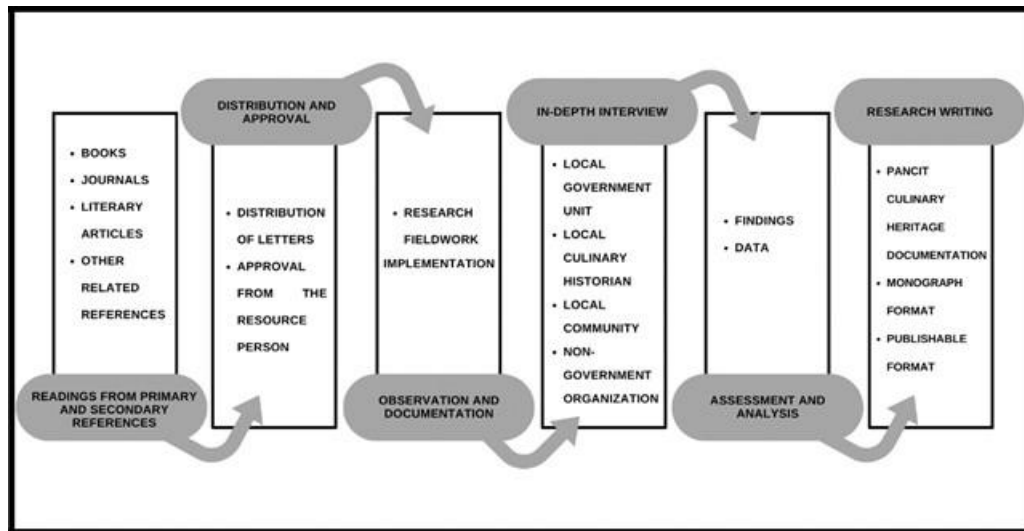 • BOOKS
• JOURNALS
• LITERARY
ARTICLES
• OTHER
RELATED
REFERENCES
READINGS FROM PRIMARY
AND SECONDARY
REFERENCES
DISTRIBUTION AND
APPROVAL
• DISTRIBUTION
OF LETTERS
• APPROVAL
FROM THE
RESOURCE
PERSON
• RESEARCH
FIELDWORK
IMPLEMENTATION
OBSERVATION AND
DOCUMENTATION
IN-DEPTH INTERVIEW
• LOCAL
GOVERNMENT
UNIT
• LOCAL
CULINARY
HISTORIAN
• LOCAL
COMMUNITY
• NON-
GOVERNMENT
ORGANIZATION
• FINDINGS
• DATA
ASSESSMENT AND
ANALYSIS
RESEARCH WRITING
• PANCIT
CULINARY
HERITAGE
DOCUMENTATION
• MONOGRAPH
FORMAT
• PUBLISHABLE
FORMAT